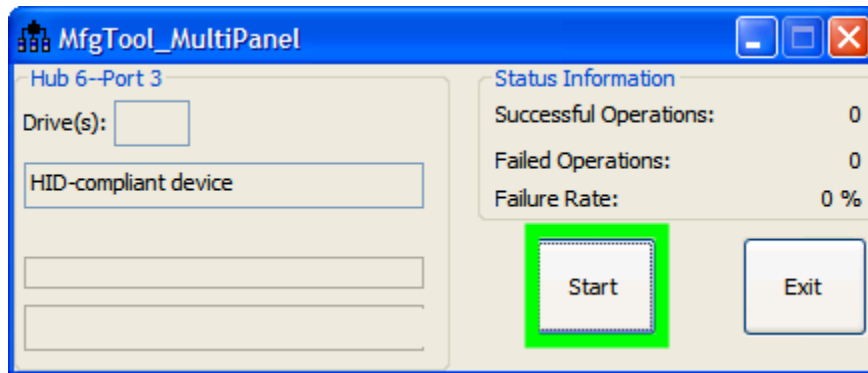 MfgTool_MultiPanel
Hub 6--Port 3
Drive(s):
HID-compliant device
Status Information
Successful Operations: 0
Failed Operations: 0
Failure Rate: 0 %
Start
Exit